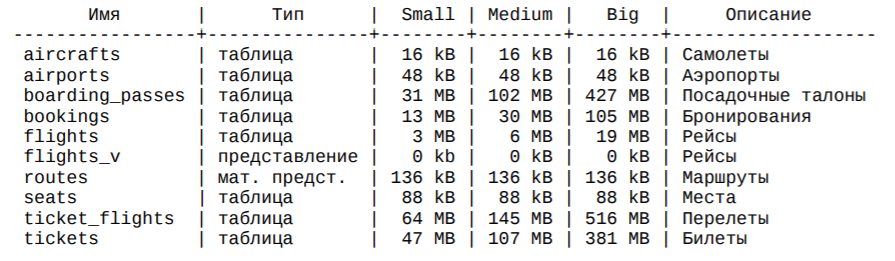 Имя | Тип | Small | Medium | Big | Описание
-----------------+---------------+--------+--------+--------+-------------------
aircrafts | таблица | 16 kB | 16 kB | 16 kB | Самолеты
airports | таблица | 48 kB | 48 kB | 48 kB | Аэропорты
boarding_passes | таблица | 31 MB | 102 MB | 427 MB | Посадочные талоны
bookings | таблица | 13 MB | 30 MB | 105 MB | Бронирования
flights | таблица | 3 MB | 6 MB | 19 MB | Рейсы
flights_v | представление | 0 kb | 0 kB | 0 kB | Рейсы
routes | мат. предст. | 136 kB | 136 kB | 136 kB | Маршруты
seats | таблица | 88 kB | 88 kB | 88 kB | Места
ticket_flights | таблица | 64 MB | 145 MB | 516 MB | Перелеты
tickets | таблица | 47 MB | 107 MB | 381 MB | Билеты